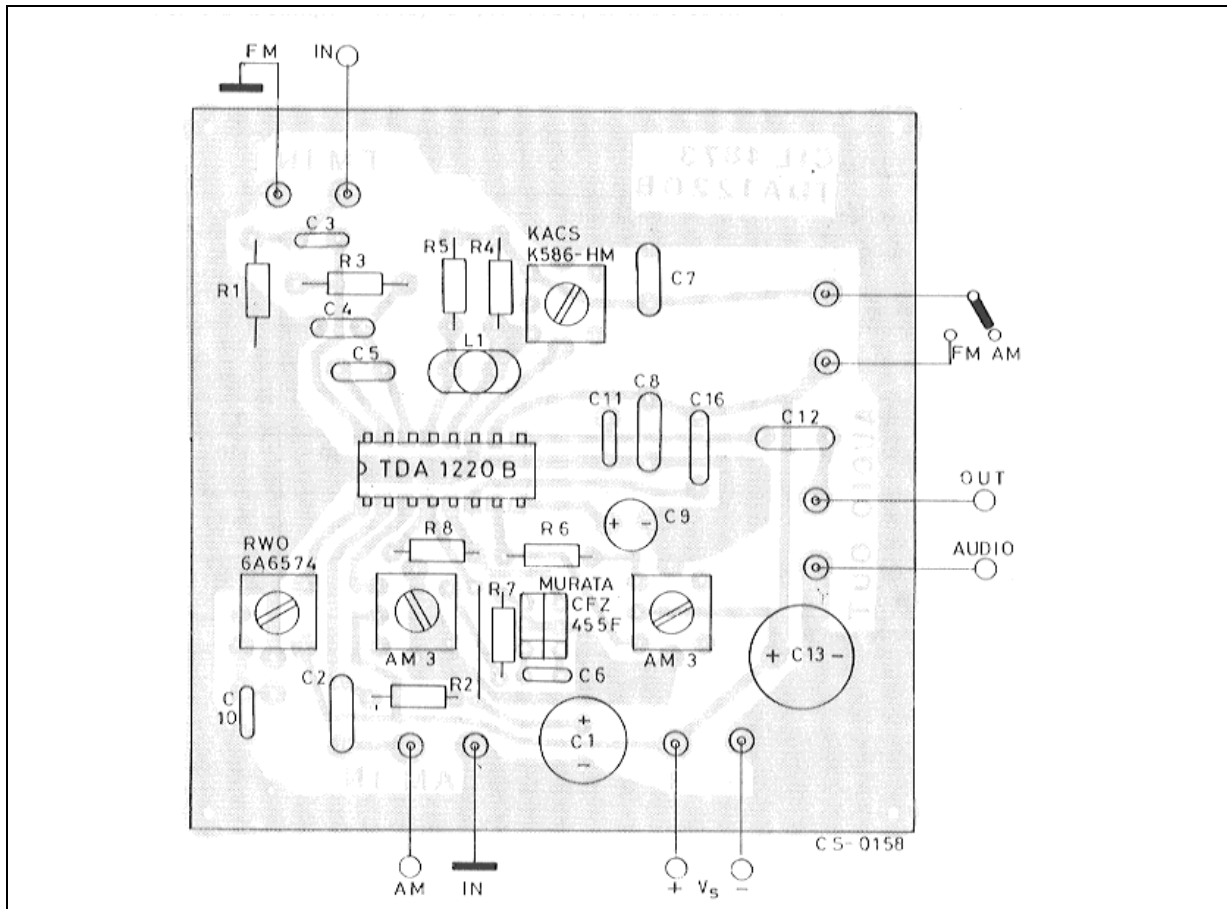 FM IN
C3
R5 R4
KACS
K586-HM
C7
R3
R1
C4
L1
C5
FM AM
C11 C8 C16 C12
TDA 1220 B
OUT
C9
+ -
R8 R6
RWO
6A6574
AUDIO
R7
MURATA
CFZ
455F
AM 3
AM 3
+ C13 -
C2
R2
C6
C
10
+
C1
-
CS-0158
AM IN
+ Vs -